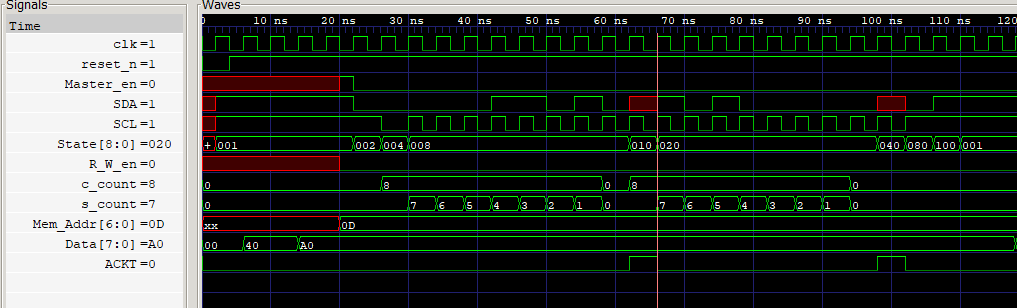 Signals
Waves
Time
0 10 ns 20 ns 30 ns 40 ns 50 ns 60 ns 70 ns 80 ns 90 ns 100 ns 110 ns
clk=1
reset_n=1
Master_en=0
SDA=1
SCL=1
State[8:0]=020 + 001 002 004 008 010 020 040 080 100 001
R_W_en=0
c_count=8 0 8 0 8 0
s_count=7 0 7 6 5 4 3 2 1 0 7 6 5 4 3 2 1 0
Mem_Addr[6:0]=0D xx 0D
Data[7:0]=A0 00 40 A0
ACKT=0